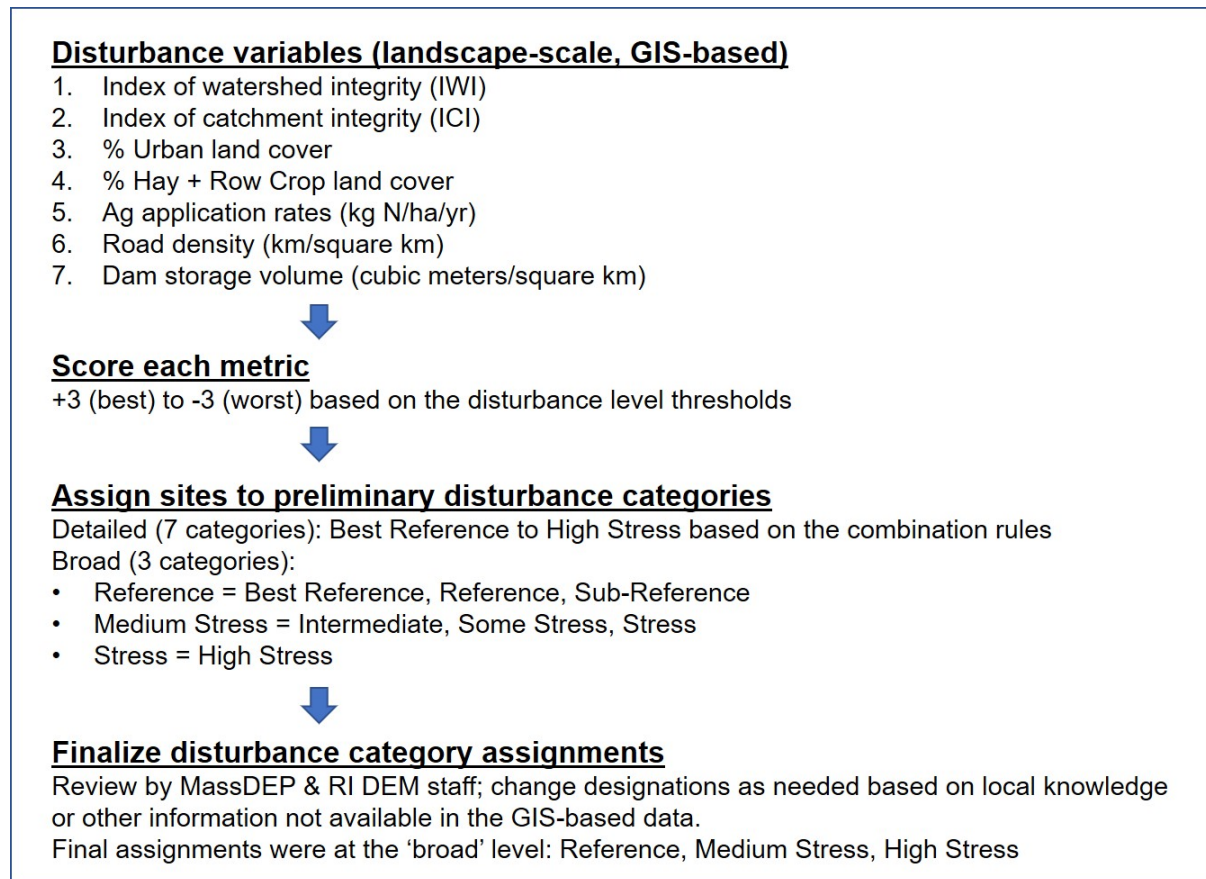 Disturbance variables (landscape-scale, GIS-based)
1. Index of watershed integrity (IWI)
2. Index of catchment integrity (ICI)
3. % Urban land cover
4. % Hay + Row Crop land cover
5. Ag application rates (kg N/ha/yr)
6. Road density (km/square km)
7. Dam storage volume (cubic meters/square km)
Score each metric
+3 (best) to -3 (worst) based on the disturbance level thresholds
Assign sites to preliminary disturbance categories
Detailed (7 categories): Best Reference to High Stress based on the combination rules
Broad (3 categories):
• Reference = Best Reference, Reference, Sub-Reference
• Medium Stress = Intermediate, Some Stress, Stress
• Stress = High Stress
Finalize disturbance category assignments
Review by MassDEP & RI DEM staff; change designations as needed based on local knowledge
or other information not available in the GIS-based data.
Final assignments were at the ‘broad’ level: Reference, Medium Stress, High Stress